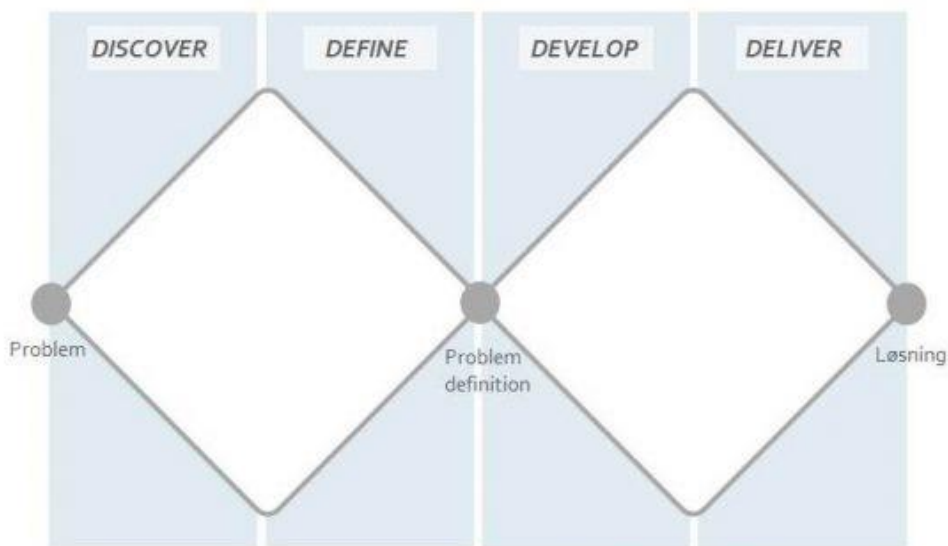 DISCOVER
DEFINE
DEVELOP
DELIVER
Problem
Problem
definition
Løsning